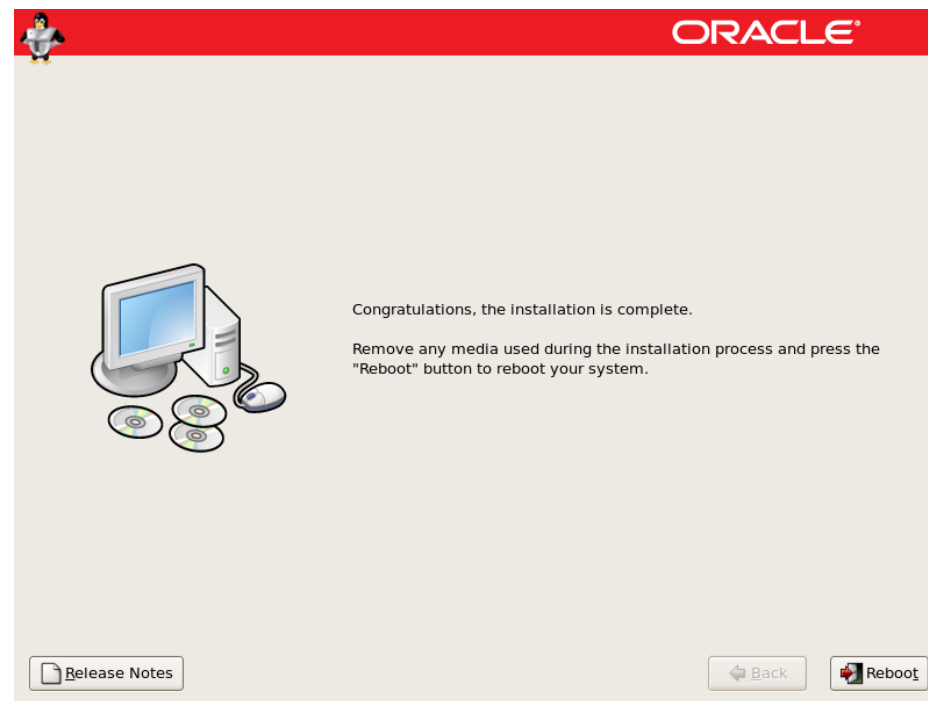 ORACLE®
Congratulations, the installation is complete.
Remove any media used during the installation process and press the
"Reboot" button to reboot your system.
Release Notes
Back
Reboot